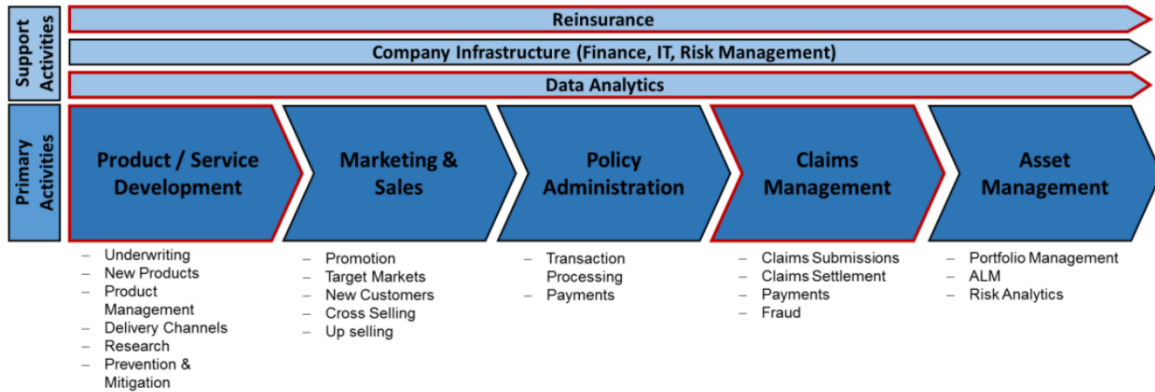 Support
Activities
Reinsurance
Company Infrastructure (Finance, IT, Risk Management)
Data Analytics
Primary
Activities
Product / Service
Development
Marketing &
Sales
Policy
Administration
Claims
Management
Asset
Management
– Underwriting
– New Products
– Product
Management
– Delivery Channels
– Research
– Prevention &
Mitigation
– Promotion
– Target Markets
– New Customers
– Cross Selling
– Up selling
– Transaction
Processing
– Payments
– Claims Submissions
– Claims Settlement
– Payments
– Fraud
– Portfolio Management
– ALM
– Risk Analytics